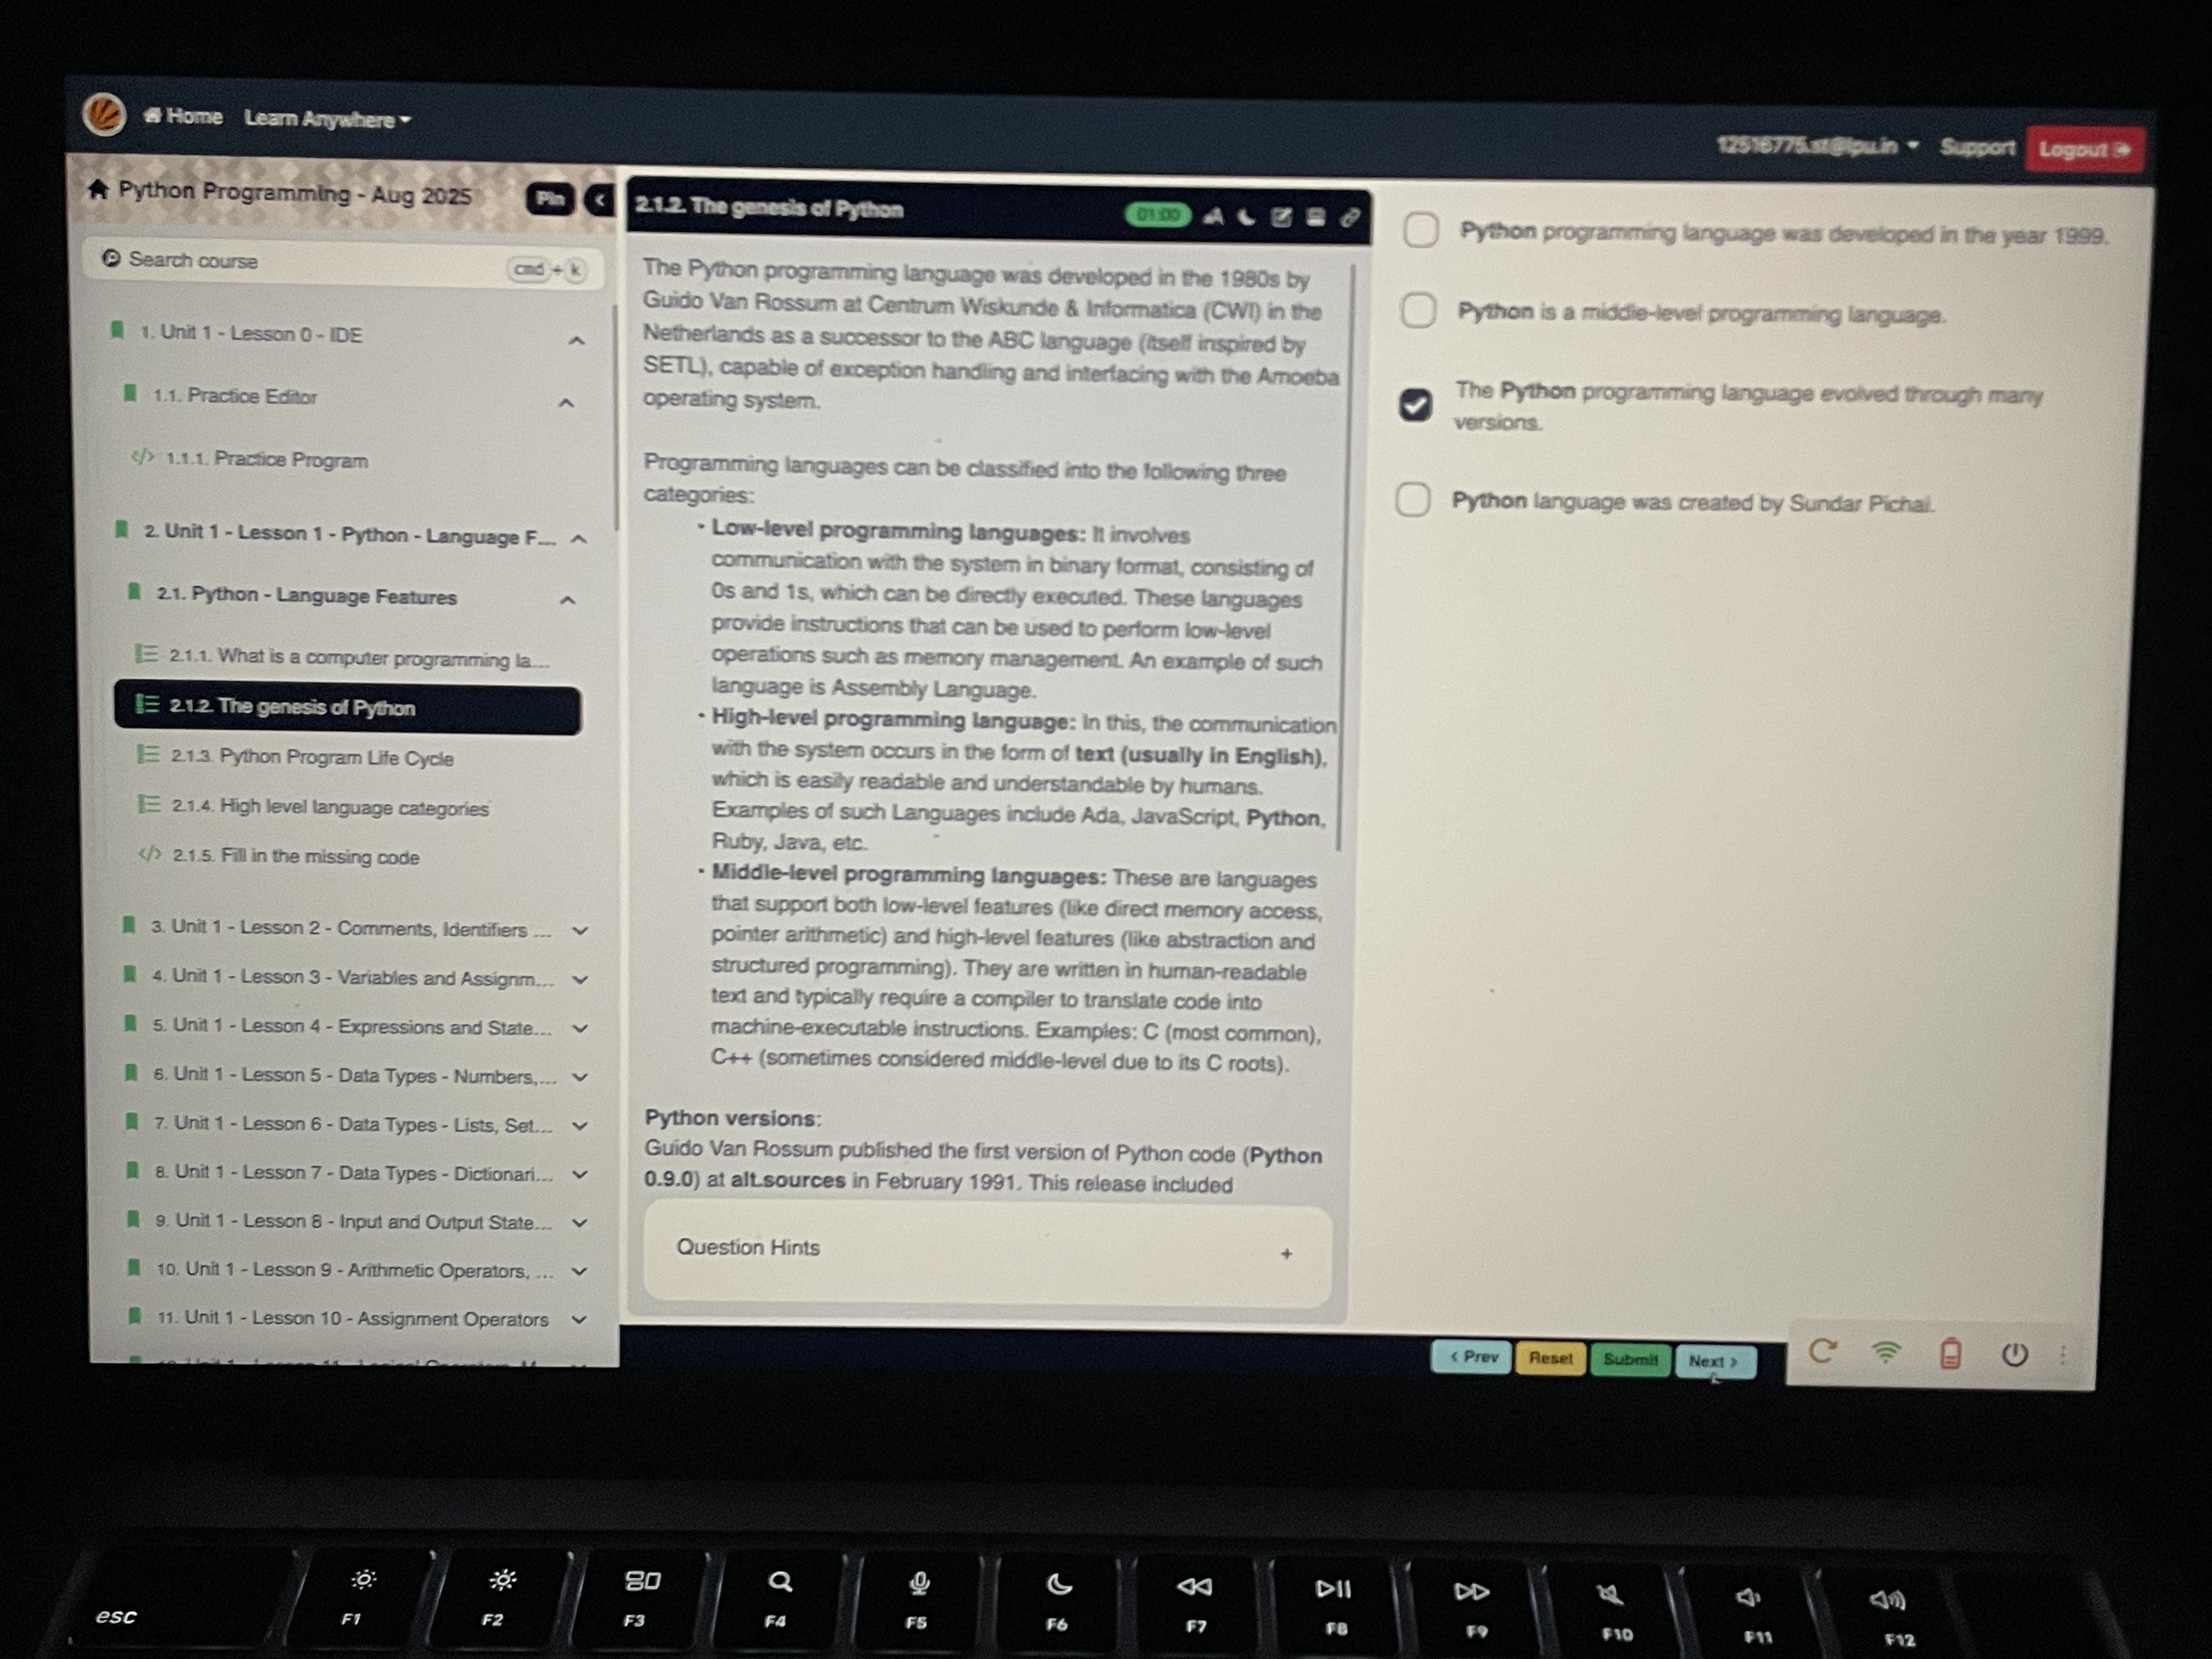 Home Learn Anywhere
12516775.st@lpu.in Support Logout
Python Programming - Aug 2025 Pin
Search course cmd + k
1. Unit 1 - Lesson 0 - IDE
1.1. Practice Editor
</> 1.1.1. Practice Program
2. Unit 1 - Lesson 1 - Python - Language F...
2.1. Python - Language Features
2.1.1. What is a computer programming la...
2.1.2. The genesis of Python
2.1.3. Python Program Life Cycle
2.1.4. High level language categories
</> 2.1.5. Fill in the missing code
3. Unit 1 - Lesson 2 - Comments, Identifiers ...
4. Unit 1 - Lesson 3 - Variables and Assignm...
5. Unit 1 - Lesson 4 - Expressions and State...
6. Unit 1 - Lesson 5 - Data Types - Numbers,...
7. Unit 1 - Lesson 6 - Data Types - Lists, Set...
8. Unit 1 - Lesson 7 - Data Types - Dictionari...
9. Unit 1 - Lesson 8 - Input and Output State...
10. Unit 1 - Lesson 9 - Arithmetic Operators, ...
11. Unit 1 - Lesson 10 - Assignment Operators
2.1.2. The genesis of Python 01:00
The Python programming language was developed in the 1980s by
Guido Van Rossum at Centrum Wiskunde & Informatica (CWI) in the
Netherlands as a successor to the ABC language (itself inspired by
SETL), capable of exception handling and interfacing with the Amoeba
operating system.
Programming languages can be classified into the following three
categories:
• Low-level programming languages: It involves
communication with the system in binary format, consisting of
0s and 1s, which can be directly executed. These languages
provide instructions that can be used to perform low-level
operations such as memory management. An example of such
language is Assembly Language.
• High-level programming language: In this, the communication
with the system occurs in the form of text (usually in English),
which is easily readable and understandable by humans.
Examples of such Languages include Ada, JavaScript, Python,
Ruby, Java, etc.
• Middle-level programming languages: These are languages
that support both low-level features (like direct memory access,
pointer arithmetic) and high-level features (like abstraction and
structured programming). They are written in human-readable
text and typically require a compiler to translate code into
machine-executable instructions. Examples: C (most common),
C++ (sometimes considered middle-level due to its C roots).
Python versions:
Guido Van Rossum published the first version of Python code (Python
0.9.0) at alt.sources in February 1991. This release included
Question Hints +
Python programming language was developed in the year 1999.
Python is a middle-level programming language.
The Python programming language evolved through many
versions.
Python language was created by Sundar Pichai.
< Prev Reset Submit Next >
esc F1 F2 F3 F4 F5 F6 F7 F8 F9 F10 F11 F12